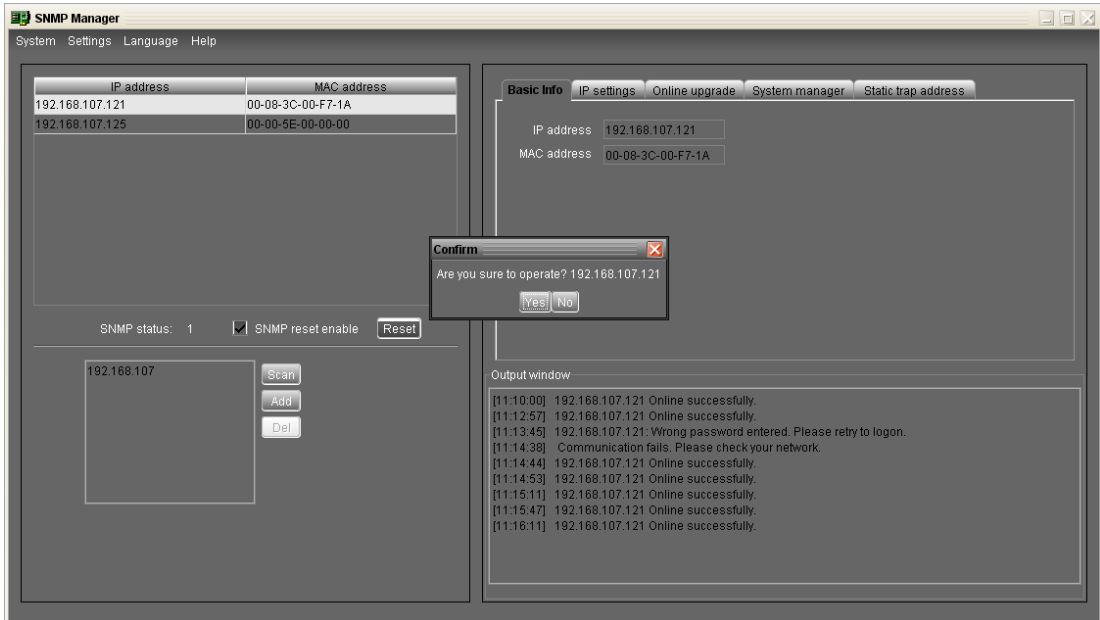 SNMP Manager
System Settings Language Help
IP address MAC address
192.168.107.121 00-08-3C-00-F7-1A
192.168.107.125 00-00-5E-00-00-00
SNMP status: 1 SNMP reset enable Reset
192.168.107
Scan
Add
Del
Basic Info IP settings Online upgrade System manager Static trap address
IP address 192.168.107.121
MAC address 00-08-3C-00-F7-1A
Confirm
Are you sure to operate? 192.168.107.121
Yes No
Output window
[11:10:00] 192.168.107.121 Online successfully.
[11:12:57] 192.168.107.121 Online successfully.
[11:13:45] 192.168.107.121: Wrong password entered. Please retry to logon.
[11:14:38] Communication fails. Please check your network.
[11:14:44] 192.168.107.121 Online successfully.
[11:14:53] 192.168.107.121 Online successfully.
[11:15:11] 192.168.107.121 Online successfully.
[11:15:47] 192.168.107.121 Online successfully.
[11:16:11] 192.168.107.121 Online successfully.